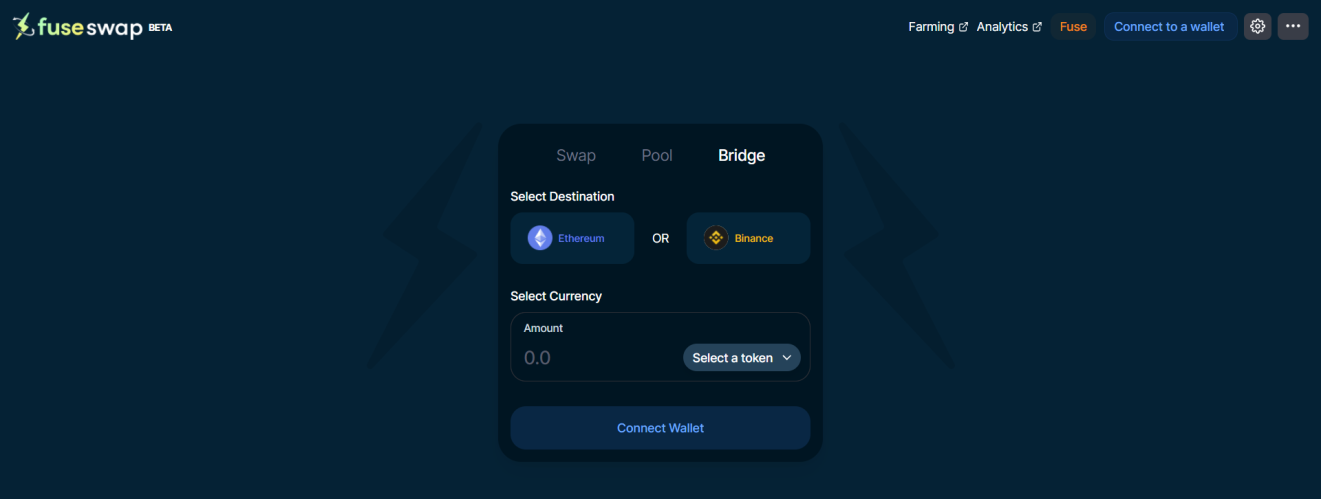 fuseswap BETA
Farming Analytics Fuse Connect to a wallet
Swap Pool Bridge
Select Destination
Ethereum OR Binance
Select Currency
Amount
0.0 Select a token
Connect Wallet